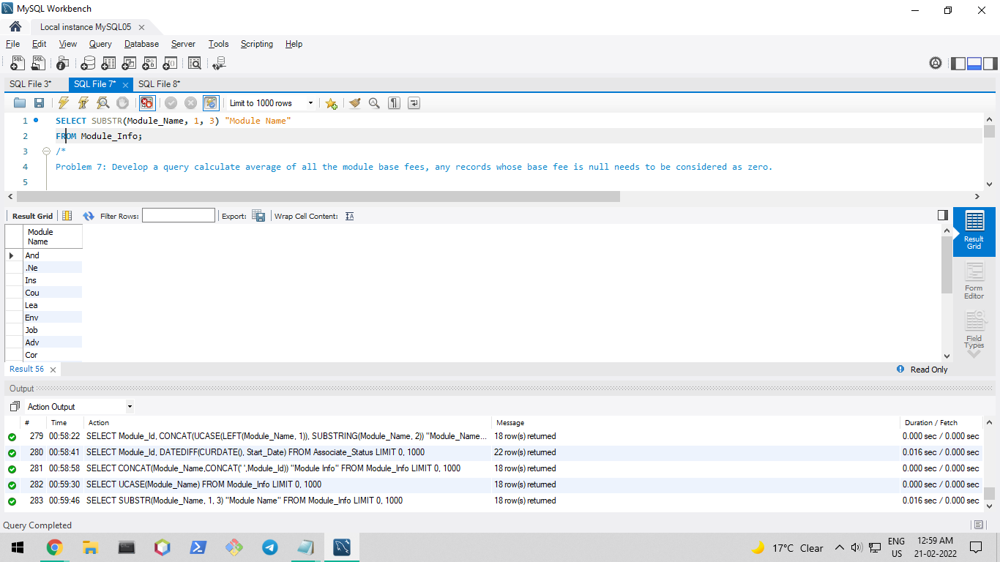 MySQL Workbench
Local instance MySQL05
File Edit View Query Database Server Tools Scripting Help
SQL File 3* SQL File 7* SQL File 8*
Limit to 1000 rows
1 SELECT SUBSTR(Module_Name, 1, 3) "Module Name"
2 FROM Module_Info;
3 /*
4 Problem 7: Develop a query calculate average of all the module base fees, any records whose base fee is null needs to be considered as zero.
5
Result Grid Filter Rows: Export: Wrap Cell Content:
Module
Name
And
.Ne
Ins
Cou
Lea
Env
Job
Adv
Cor
Result
Grid
Form
Editor
Field
Types
Result 56 Read Only
Output
Action Output
# Time Action Message Duration / Fetch
279 00:58:22 SELECT Module_Id, CONCAT(UCASE(LEFT(Module_Name, 1)), SUBSTRING(Module_Name, 2)) "Module_Name... 18 row(s) returned 0.000 sec / 0.000 sec
280 00:58:41 SELECT Module_Id, DATEDIFF(CURDATE(), Start_Date) FROM Associate_Status LIMIT 0, 1000 22 row(s) returned 0.016 sec / 0.000 sec
281 00:58:58 SELECT CONCAT(Module_Name,CONCAT(' ',Module_Id)) "Module Info" FROM Module_Info LIMIT 0, 1000 18 row(s) returned 0.000 sec / 0.000 sec
282 00:59:30 SELECT UCASE(Module_Name) FROM Module_Info LIMIT 0, 1000 18 row(s) returned 0.000 sec / 0.000 sec
283 00:59:46 SELECT SUBSTR(Module_Name, 1, 3) "Module Name" FROM Module_Info LIMIT 0, 1000 18 row(s) returned 0.016 sec / 0.000 sec
Query Completed
17°C Clear ENG 12:59 AM
US 21-02-2022